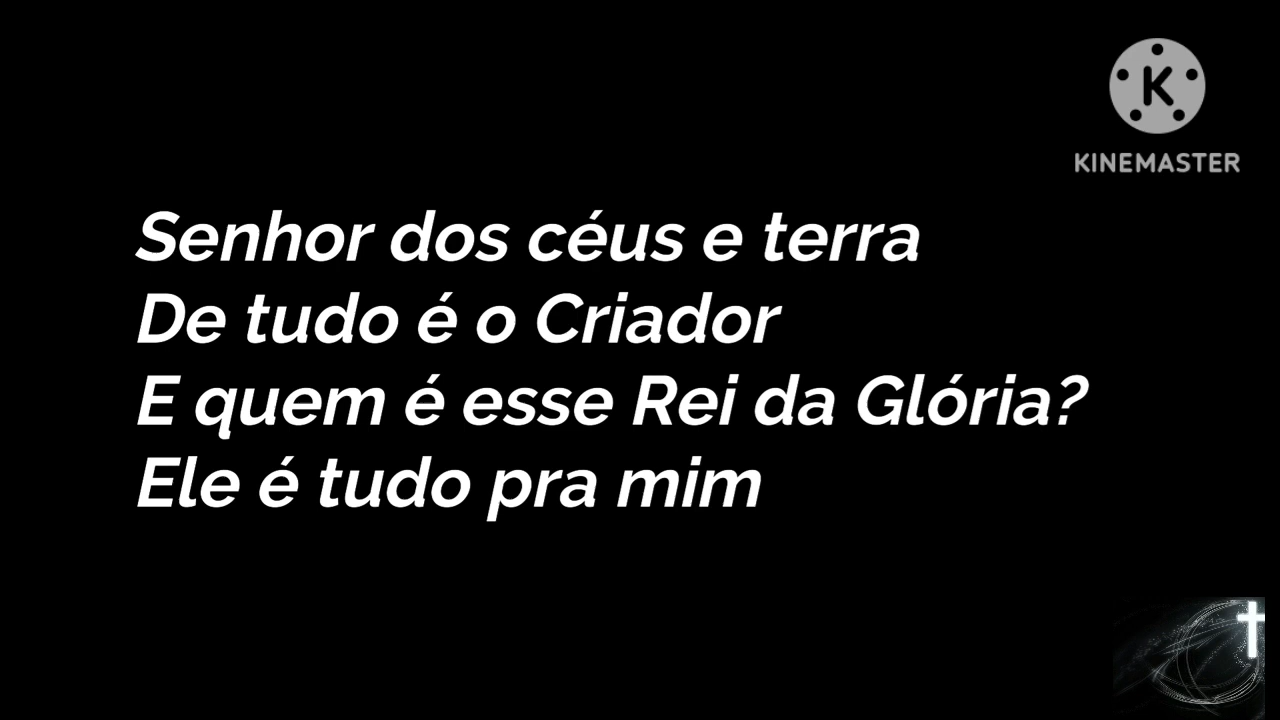 K
KINEMASTER
Senhor dos céus e terra
De tudo é o Criador
E quem é esse Rei da Glória?
Ele é tudo pra mim